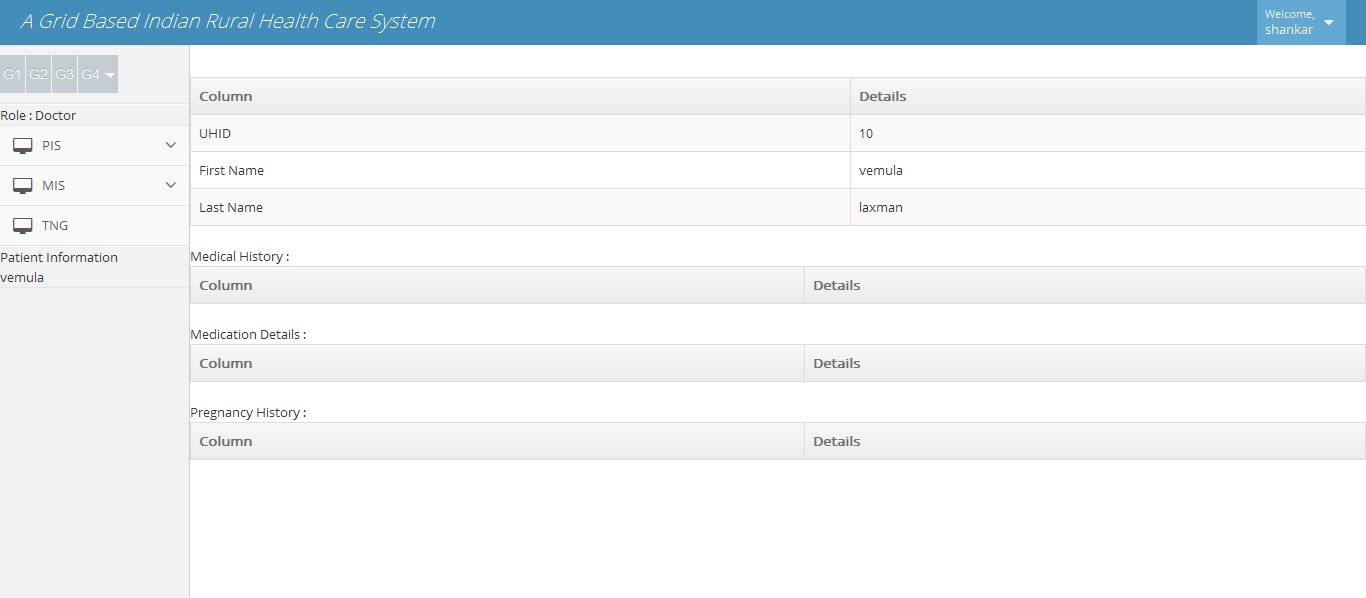 A Grid Based Indian Rural Health Care System
Welcome,
shankar
G1 G2 G3 G4
Role : Doctor
PIS
MIS
TNG
Patient Information
vemula
Column Details
UHID 10
First Name vemula
Last Name laxman
Medical History :
Column Details
Medication Details :
Column Details
Pregnancy History :
Column Details